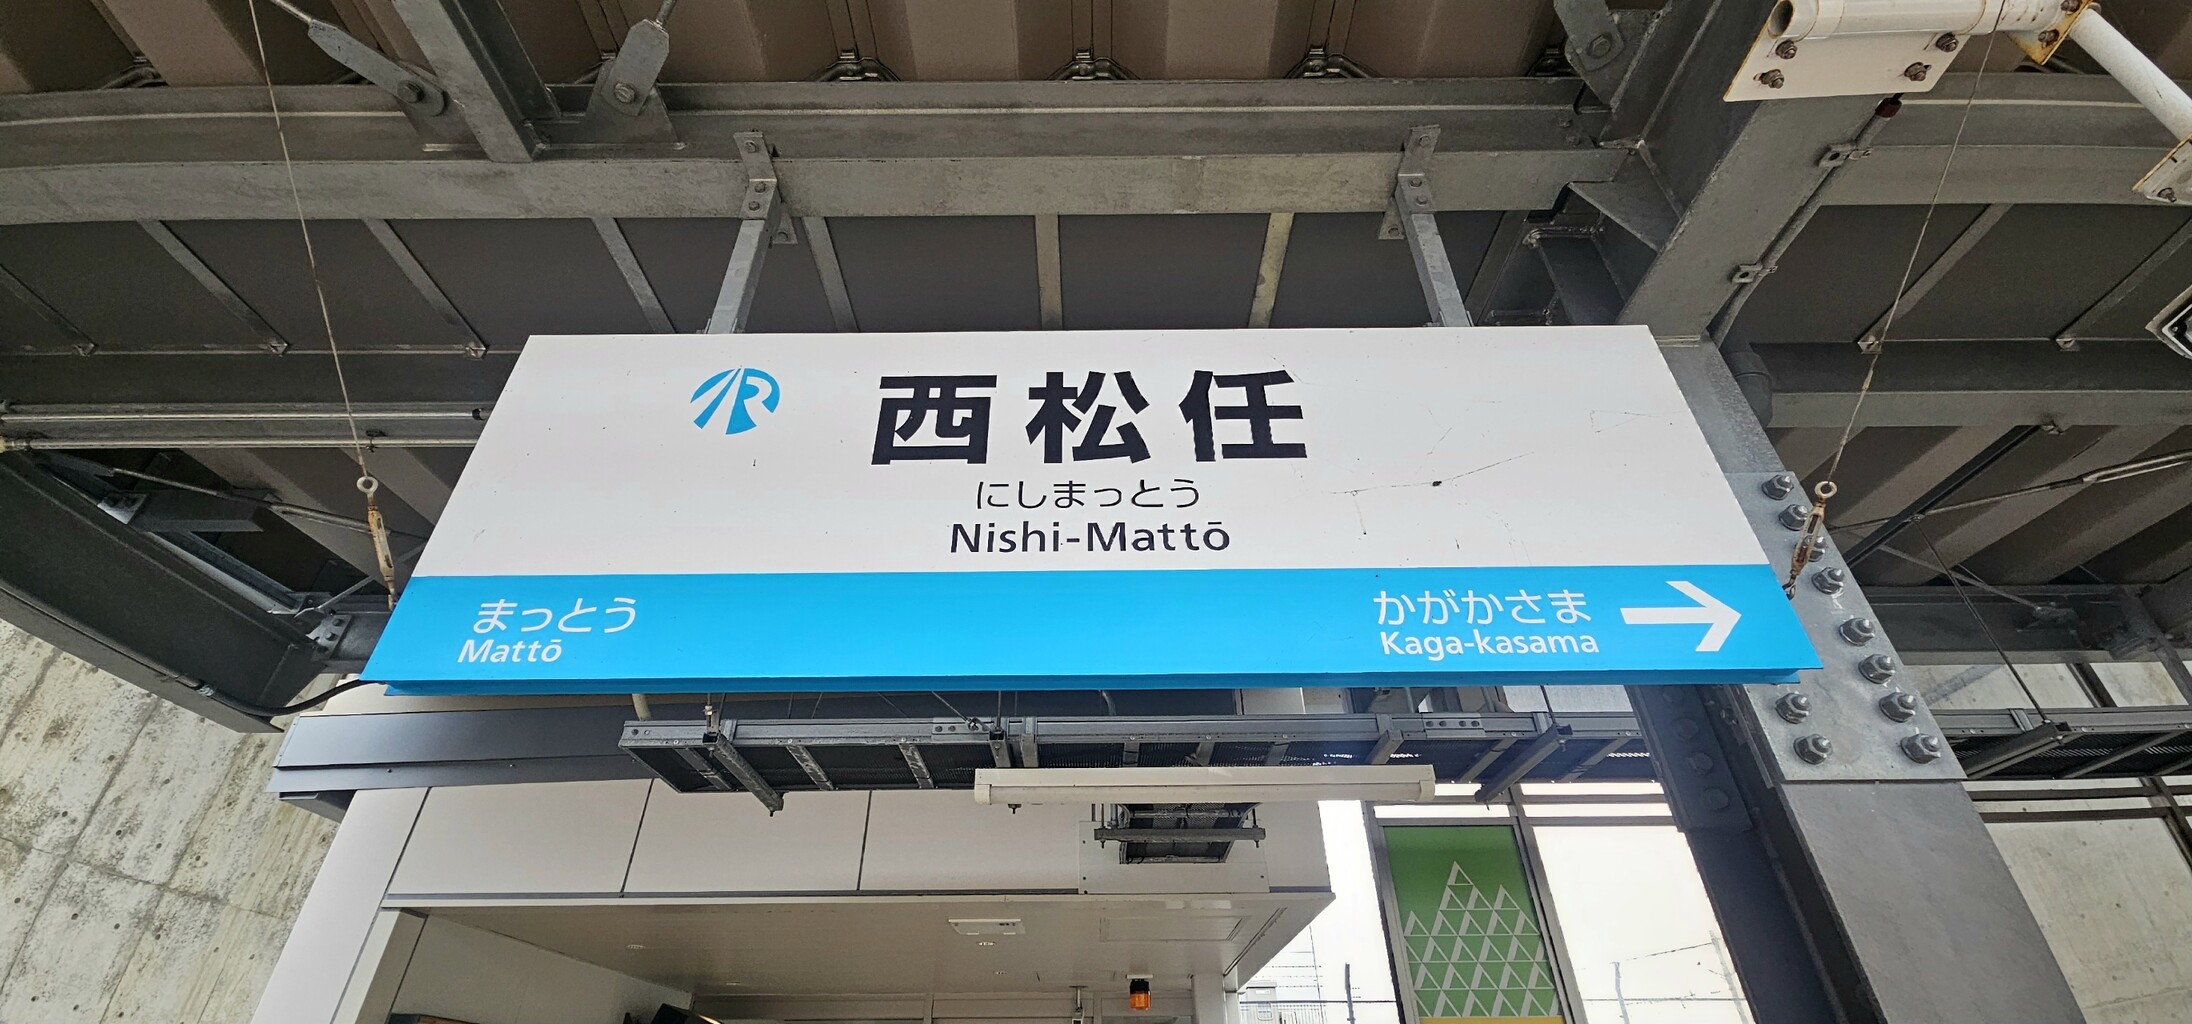 IR
西松任
にしまっとう
Nishi-Mattō
まっとう
Mattō
かがかさま
Kaga-kasama